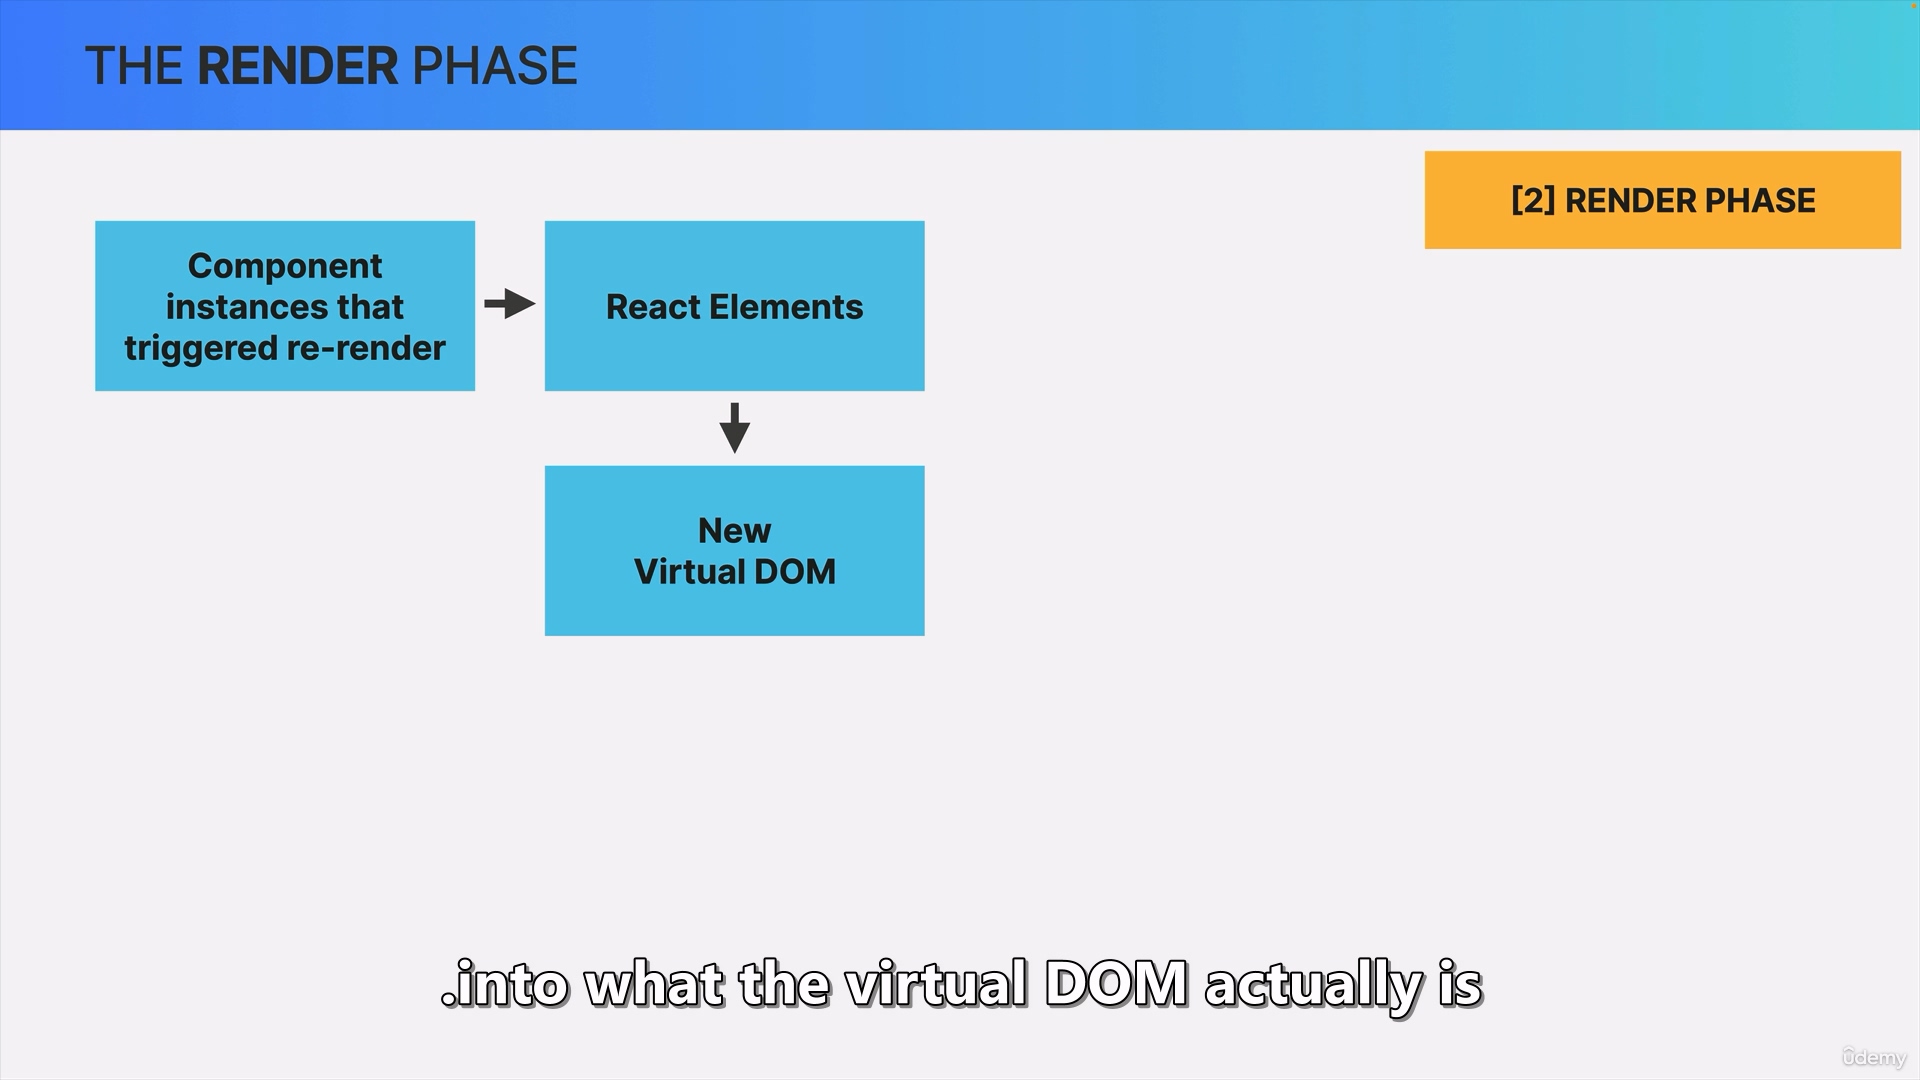 THE RENDER PHASE
[2] RENDER PHASE
Component
instances that
triggered re-render
React Elements
New
Virtual DOM
.into what the virtual DOM actually is
ûdemy